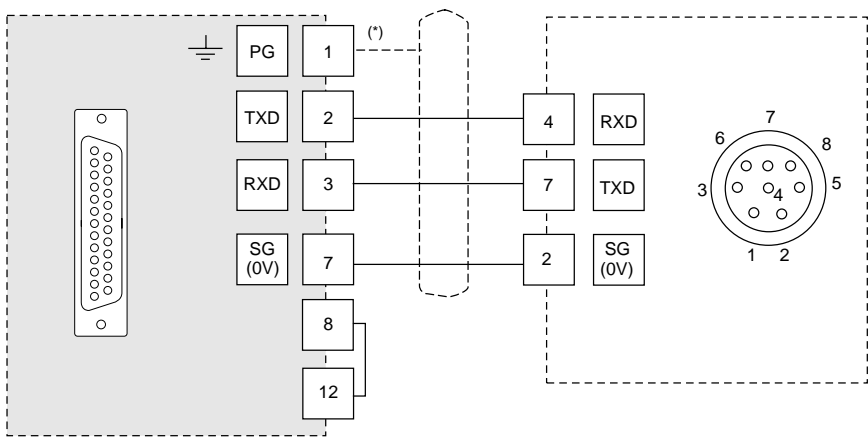 PG 1 (*)
TXD 2 4 RXD
RXD 3 7 TXD
SG
(0V) 7 2 SG
(0V)
8
12
7
6 8
3 4 5
1 2